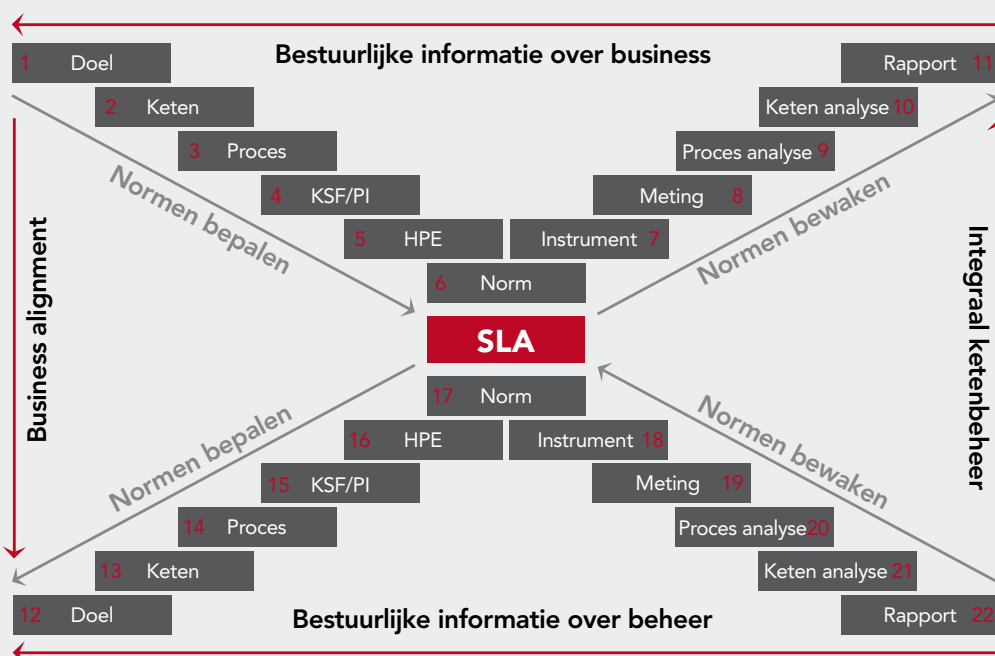 Bestuurlijke informatie over business
1 Doel
Rapport 11
2 Keten
Keten analyse 10
3 Proces
Proces analyse 9
4 KSF/PI
Meting 8
5 HPE
Instrument 7
6 Norm
Normen bepalen
Normen bewaken
Business alignment
SLA
Integraal ketenbeheer
17 Norm
Normen bepalen
Normen bewaken
16 HPE
Instrument 18
15 KSF/PI
Meting 19
14 Proces
Proces analyse 20
13 Keten
Keten analyse 21
12 Doel
Rapport 22
Bestuurlijke informatie over beheer